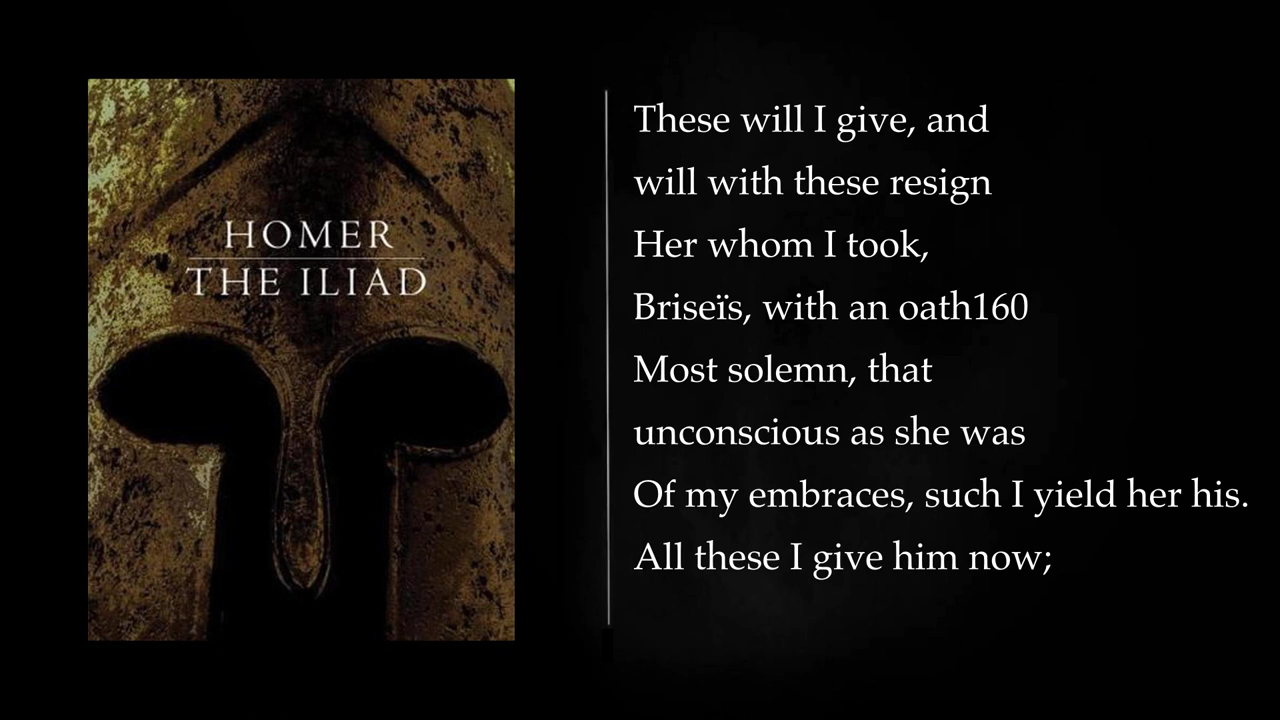 HOMER
THE ILIAD
These will I give, and
will with these resign
Her whom I took,
Briseïs, with an oath160
Most solemn, that
unconscious as she was
Of my embraces, such I yield her his.
All these I give him now;